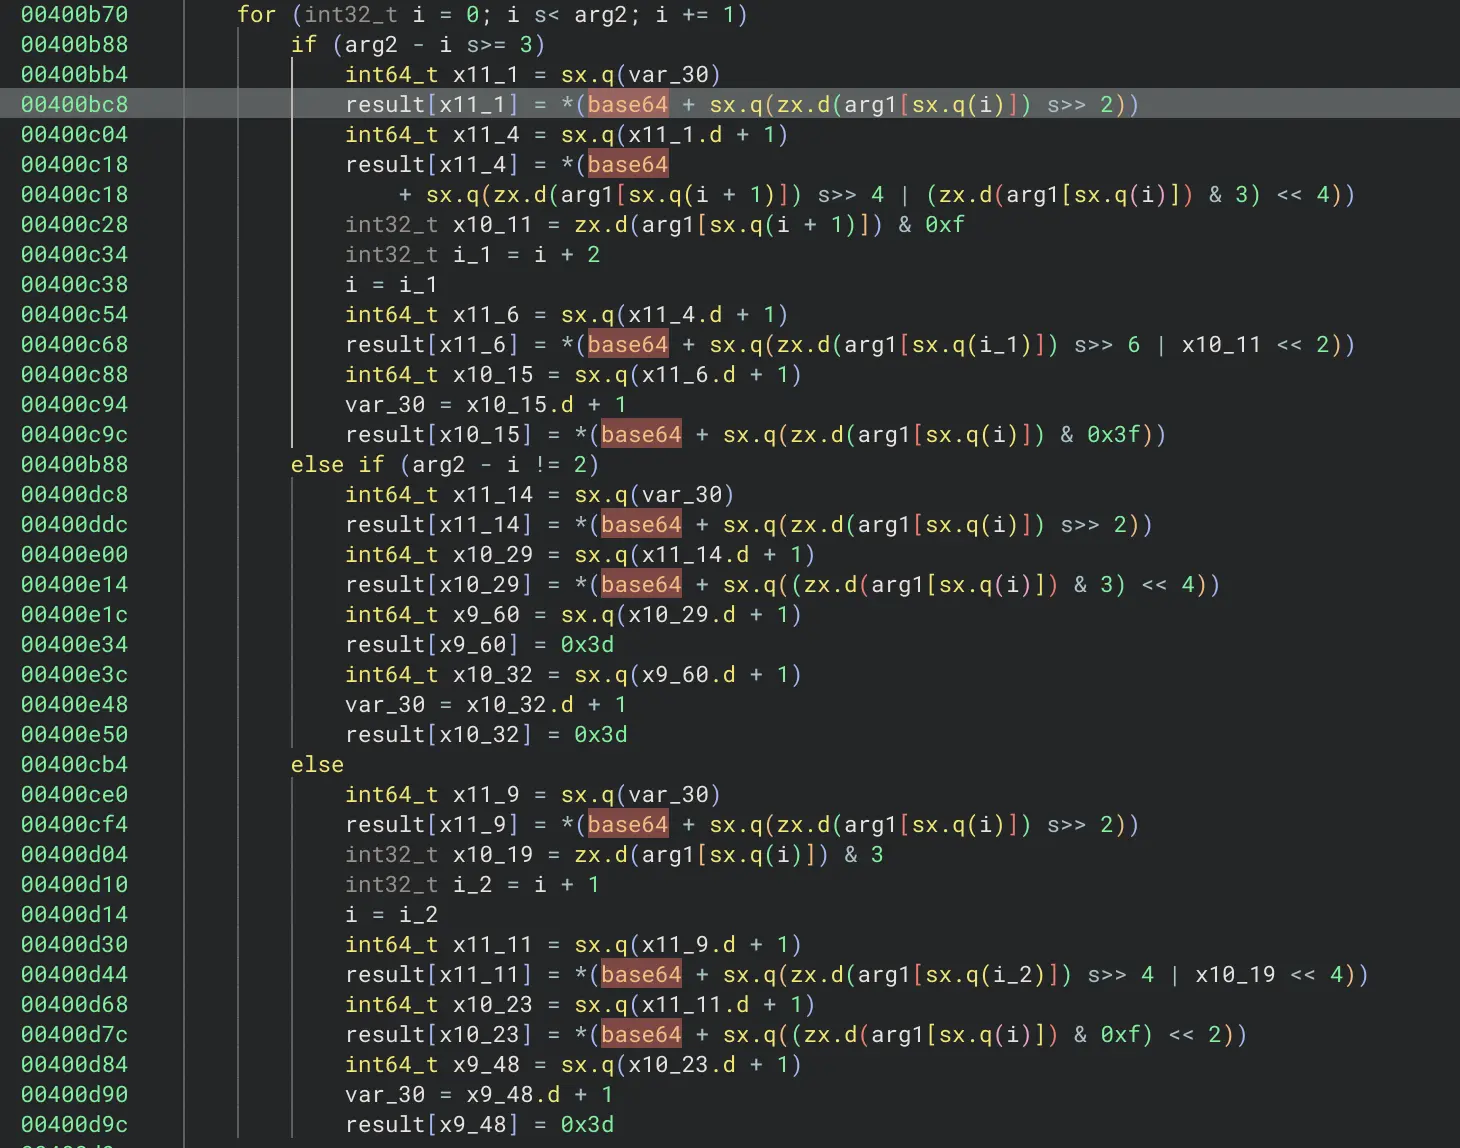 00400b70 for (int32_t i = 0; i s< arg2; i += 1)
00400b88 if (arg2 - i s>= 3)
00400bb4 int64_t x11_1 = sx.q(var_30)
00400bc8 result[x11_1] = *(base64 + sx.q(zx.d(arg1[sx.q(i)]) s>> 2))
00400c04 int64_t x11_4 = sx.q(x11_1.d + 1)
00400c18 result[x11_4] = *(base64
00400c18 + sx.q(zx.d(arg1[sx.q(i + 1)]) s>> 4 | (zx.d(arg1[sx.q(i)]) & 3) << 4))
00400c28 int32_t x10_11 = zx.d(arg1[sx.q(i + 1)]) & 0xf
00400c34 int32_t i_1 = i + 2
00400c38 i = i_1
00400c54 int64_t x11_6 = sx.q(x11_4.d + 1)
00400c68 result[x11_6] = *(base64 + sx.q(zx.d(arg1[sx.q(i_1)]) s>> 6 | x10_11 << 2))
00400c88 int64_t x10_15 = sx.q(x11_6.d + 1)
00400c94 var_30 = x10_15.d + 1
00400c9c result[x10_15] = *(base64 + sx.q(zx.d(arg1[sx.q(i)]) & 0x3f))
00400b88 else if (arg2 - i != 2)
00400dc8 int64_t x11_14 = sx.q(var_30)
00400ddc result[x11_14] = *(base64 + sx.q(zx.d(arg1[sx.q(i)]) s>> 2))
00400e00 int64_t x10_29 = sx.q(x11_14.d + 1)
00400e14 result[x10_29] = *(base64 + sx.q((zx.d(arg1[sx.q(i)]) & 3) << 4))
00400e1c int64_t x9_60 = sx.q(x10_29.d + 1)
00400e34 result[x9_60] = 0x3d
00400e3c int64_t x10_32 = sx.q(x9_60.d + 1)
00400e48 var_30 = x10_32.d + 1
00400e50 result[x10_32] = 0x3d
00400cb4 else
00400ce0 int64_t x11_9 = sx.q(var_30)
00400cf4 result[x11_9] = *(base64 + sx.q(zx.d(arg1[sx.q(i)]) s>> 2))
00400d04 int32_t x10_19 = zx.d(arg1[sx.q(i)]) & 3
00400d10 int32_t i_2 = i + 1
00400d14 i = i_2
00400d30 int64_t x11_11 = sx.q(x11_9.d + 1)
00400d44 result[x11_11] = *(base64 + sx.q(zx.d(arg1[sx.q(i_2)]) s>> 4 | x10_19 << 4))
00400d68 int64_t x10_23 = sx.q(x11_11.d + 1)
00400d7c result[x10_23] = *(base64 + sx.q((zx.d(arg1[sx.q(i)]) & 0xf) << 2))
00400d84 int64_t x9_48 = sx.q(x10_23.d + 1)
00400d90 var_30 = x9_48.d + 1
00400d9c result[x9_48] = 0x3d